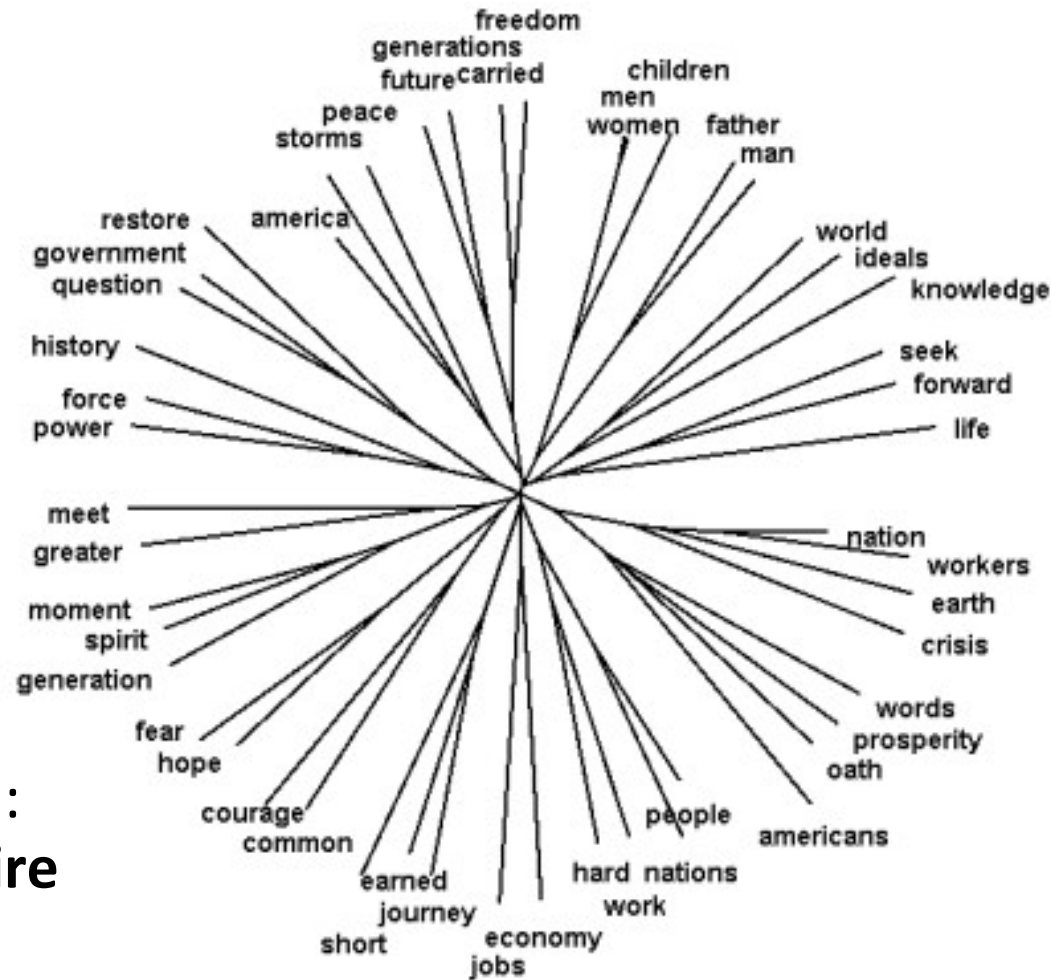 freedom
generations
future carried
children
men
women father
man
peace
storms
america
restore
government
question
history
force
power
world
ideals
knowledge
seek
forward
life
meet
greater
moment
spirit
generation
fear
hope
courage
common
earned
journey
short
economy
jobs
hard nations
work
people
americans
nation
workers
earth
crisis
words
prosperity
oath
:
ire